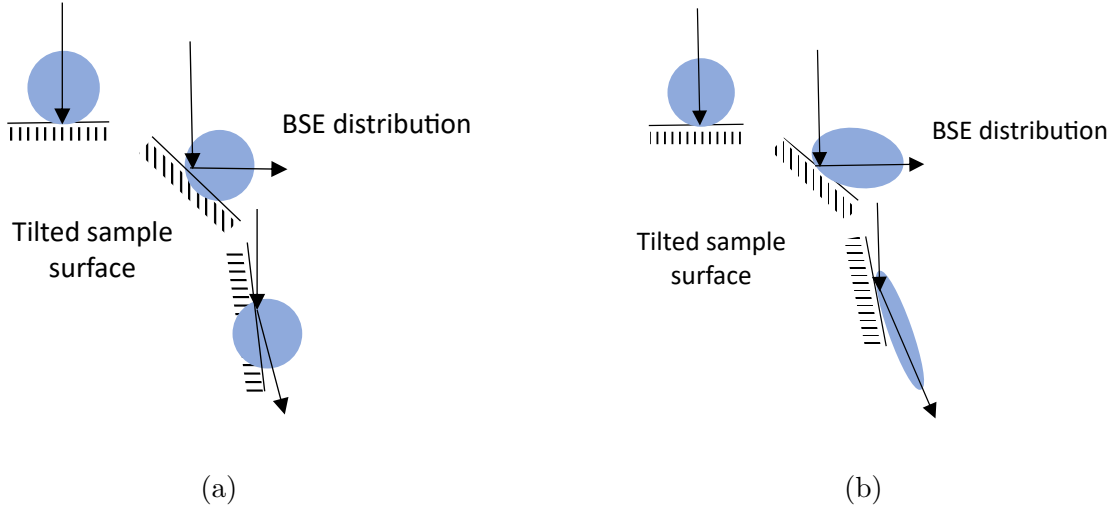 BSE distribution
Tilted sample
surface
(a)
BSE distribution
Tilted sample
surface
(b)